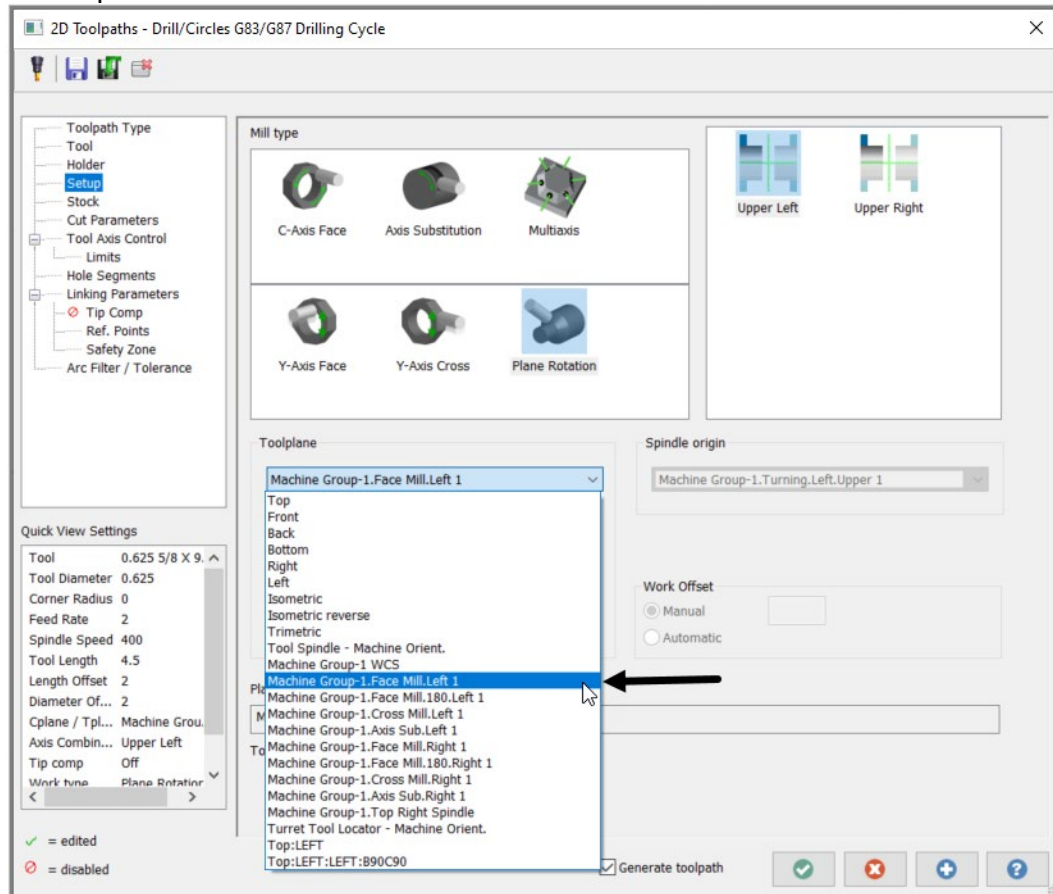 2D Toolpaths - Drill/Circles G83/G87 Drilling Cycle
Toolpath Type
Tool
Holder
Setup
Stock
Cut Parameters
Tool Axis Control
Limits
Hole Segments
Linking Parameters
Tip Comp
Ref. Points
Safety Zone
Arc Filter / Tolerance
Mill type
C-Axis Face Axis Substitution Multiaxis
Y-Axis Face Y-Axis Cross Plane Rotation
Upper Left Upper Right
Toolplane
Machine Group-1.Face Mill.Left 1
Top
Front
Back
Bottom
Right
Left
Isometric
Isometric reverse
Trimetric
Tool Spindle - Machine Orient.
Machine Group-1 WCS
Machine Group-1.Face Mill.Left 1
Machine Group-1.Face Mill.180.Left 1
Machine Group-1.Cross Mill.Left 1
Machine Group-1.Axis Sub.Left 1
Machine Group-1.Face Mill.Right 1
Machine Group-1.Face Mill.180.Right 1
Machine Group-1.Cross Mill.Right 1
Machine Group-1.Axis Sub.Right 1
Machine Group-1.Top Right Spindle
Turret Tool Locator - Machine Orient.
Top:LEFT
Top:LEFT:LEFT:B90C90
Spindle origin
Machine Group-1.Turning.Left.Upper 1
Work Offset
Manual
Automatic
Quick View Settings
Tool 0.625 5/8 X 9.
Tool Diameter 0.625
Corner Radius 0
Feed Rate 2
Spindle Speed 400
Tool Length 4.5
Length Offset 2
Diameter Of... 2
Cplane / Tpl... Machine Grou.
Axis Combin... Upper Left
Tip comp Off
Work type Plane Rotation
= edited
= disabled
Generate toolpath